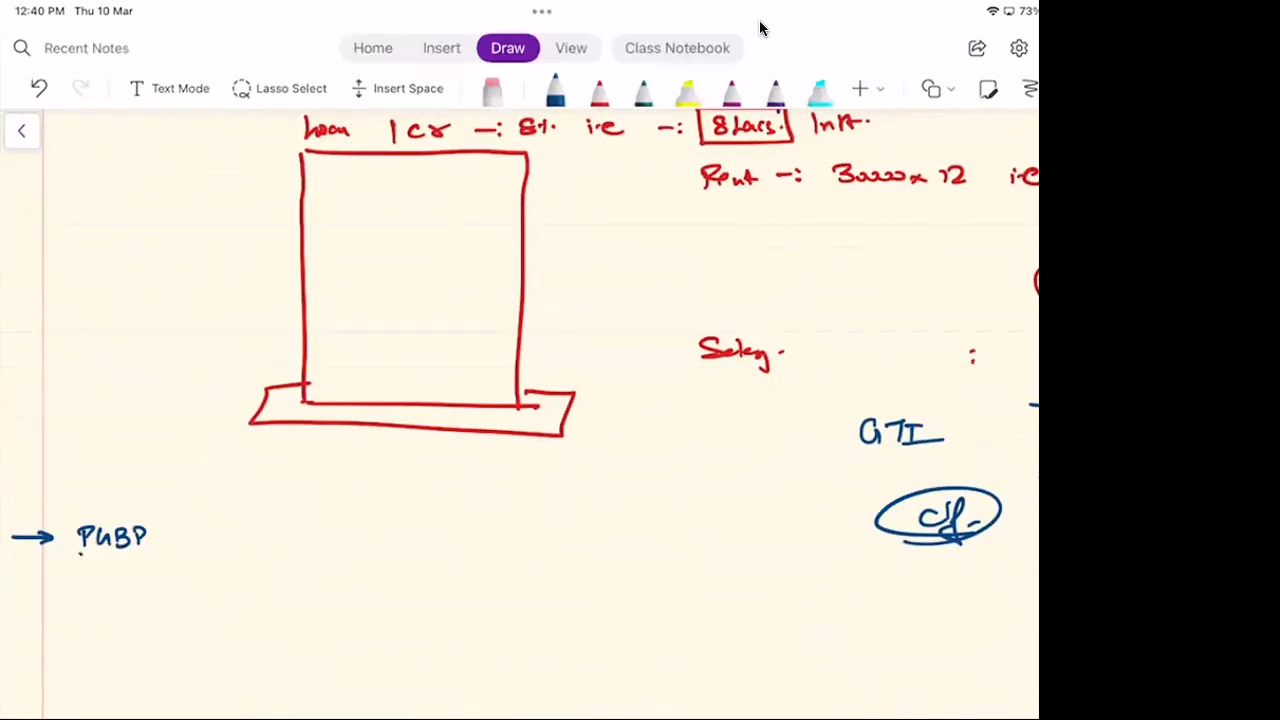 12:40 PM Thu 10 Mar
73%
Recent Notes
Home Insert Draw View Class Notebook
Text Mode Lasso Select Insert Space
Loan 1 cr -: 8%. i.e -: 8 Lacs. Int.
Rent -: 30000 x 12 i.e
:
GTI
c/f.
→ PGBP